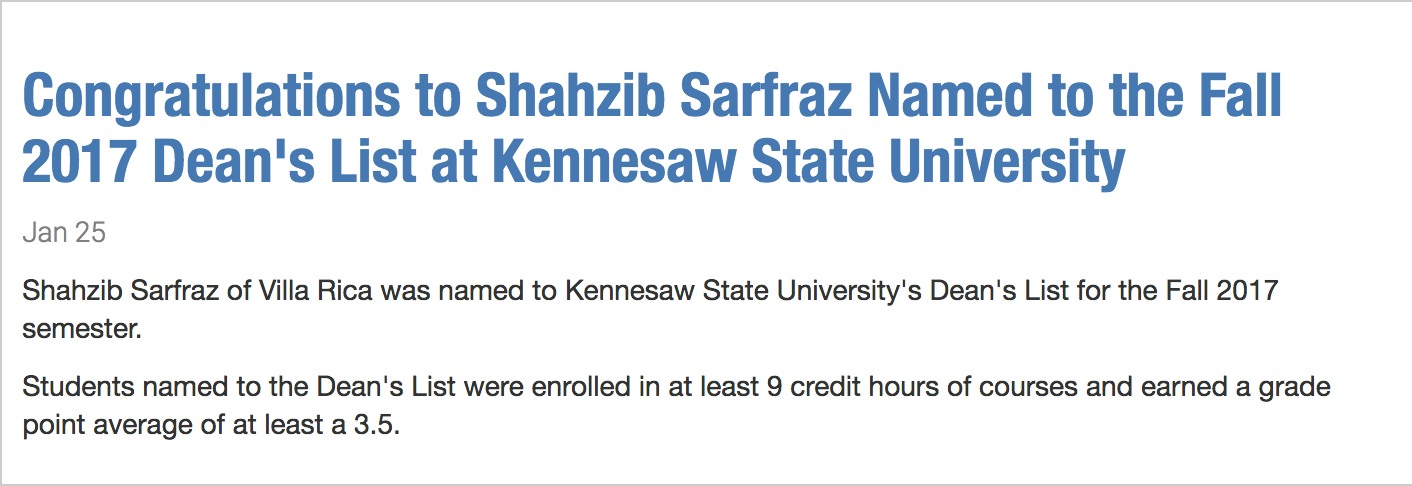 Congratulations to Shahzib Sarfraz Named to the Fall
2017 Dean's List at Kennesaw State University
Jan 25
Shahzib Sarfraz of Villa Rica was named to Kennesaw State University's Dean's List for the Fall 2017
semester.
Students named to the Dean's List were enrolled in at least 9 credit hours of courses and earned a grade
point average of at least a 3.5.